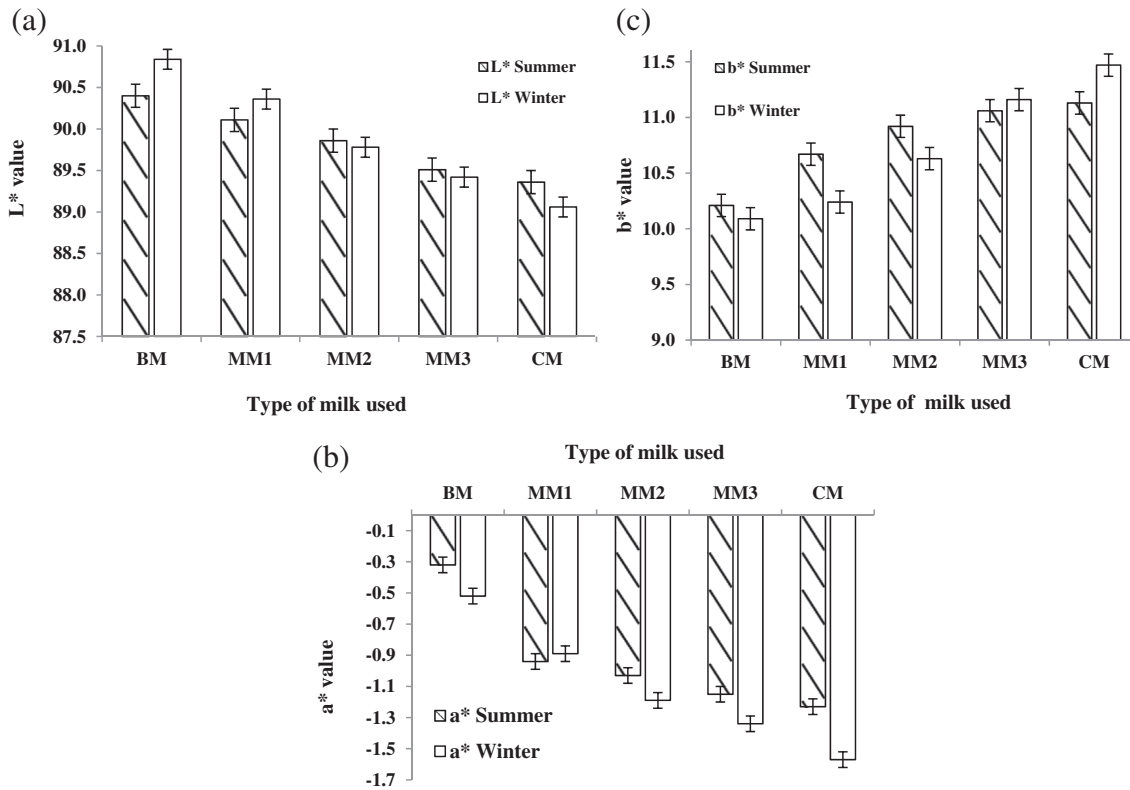 (a)
91.0
90.5
90.0
89.5
89.0
88.5
88.0
87.5
L* value
L* Summer
L* Winter
BM MM1 MM2 MM3 CM
Type of milk used
(c)
11.5
11.0
10.5
10.0
9.5
9.0
b* value
b* Summer
b* Winter
BM MM1 MM2 MM3 CM
Type of milk used
(b)
Type of milk used
BM MM1 MM2 MM3 CM
-0.1
-0.3
-0.5
-0.7
-0.9
-1.1
-1.3
-1.5
-1.7
a* value
a* Summer
a* Winter